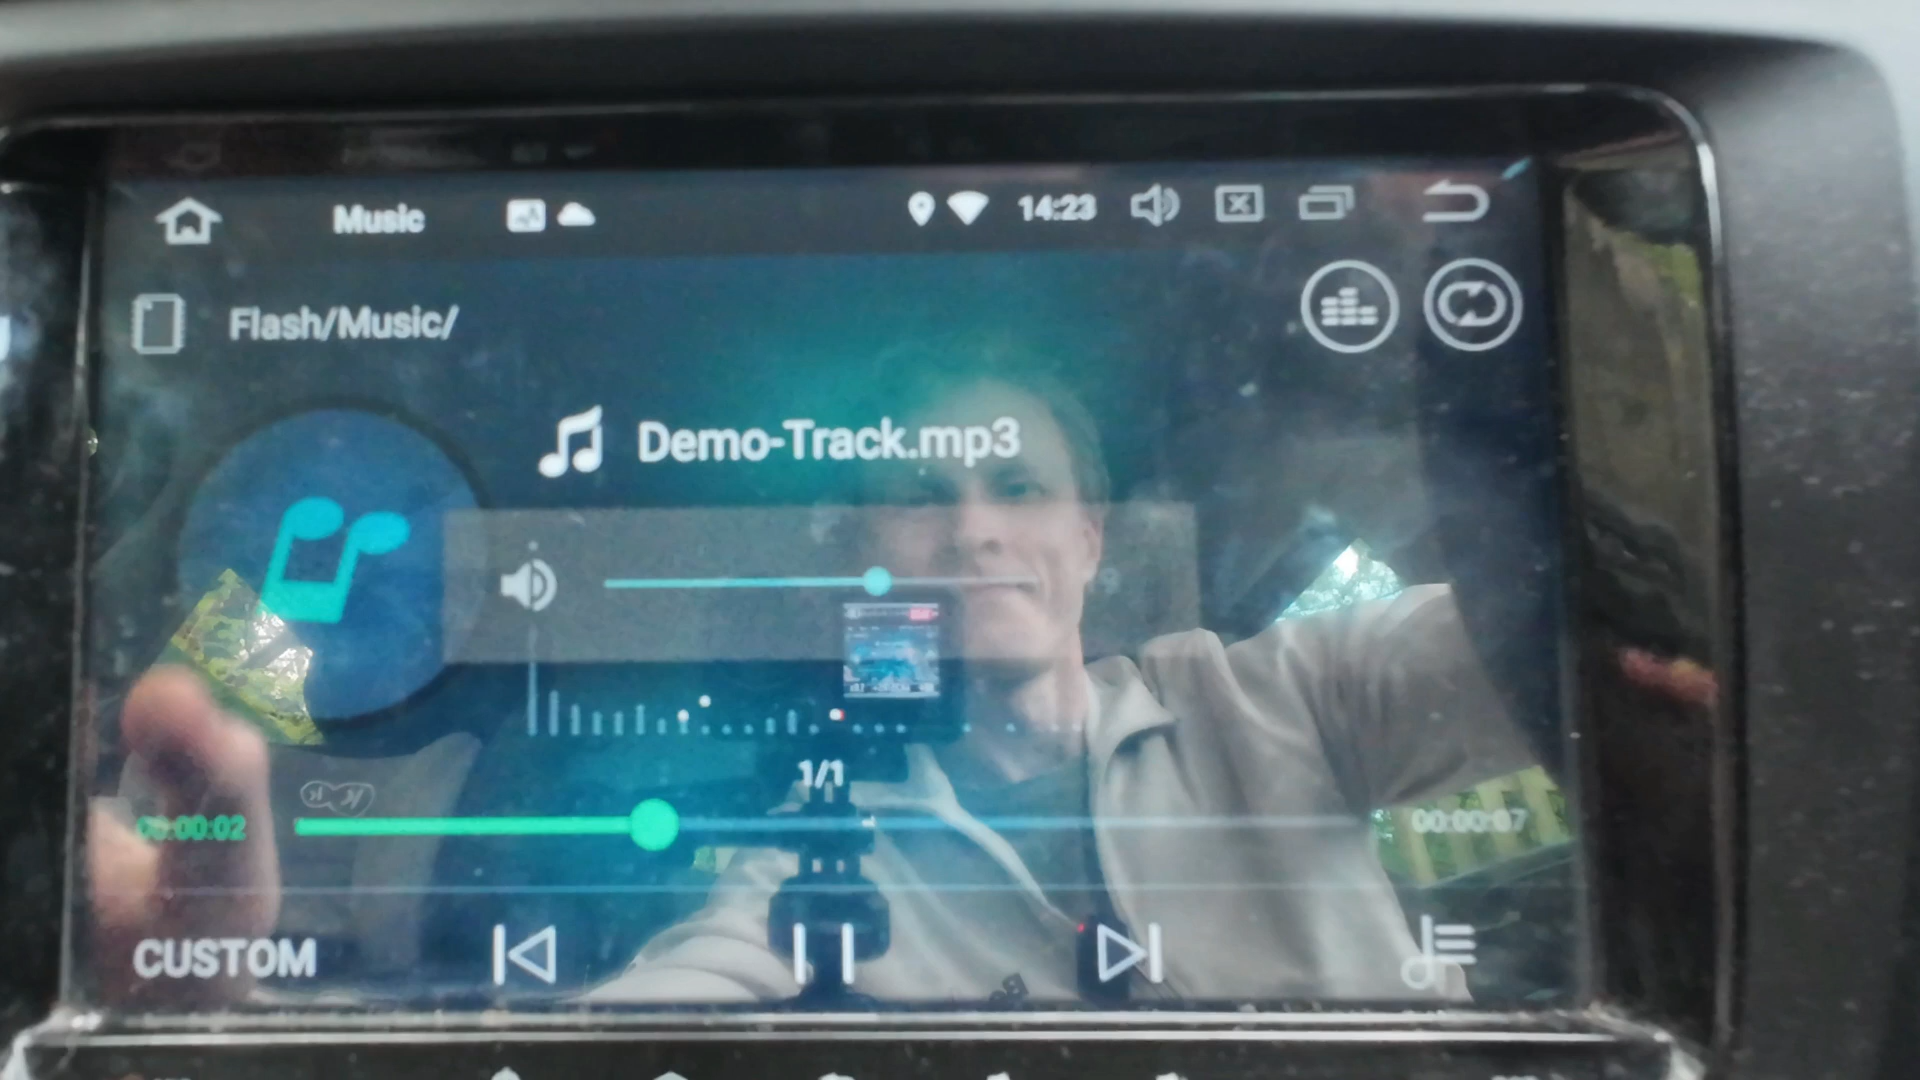 Music 14:23
Flash/Music/
Demo-Track.mp3
1/1
00:00:02 00:00:07
CUSTOM